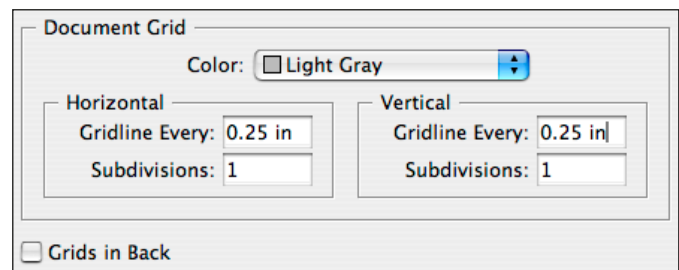 Document Grid
Color: Light Gray
Horizontal
Gridline Every: 0.25 in
Subdivisions: 1
Vertical
Gridline Every: 0.25 in
Subdivisions: 1
Grids in Back